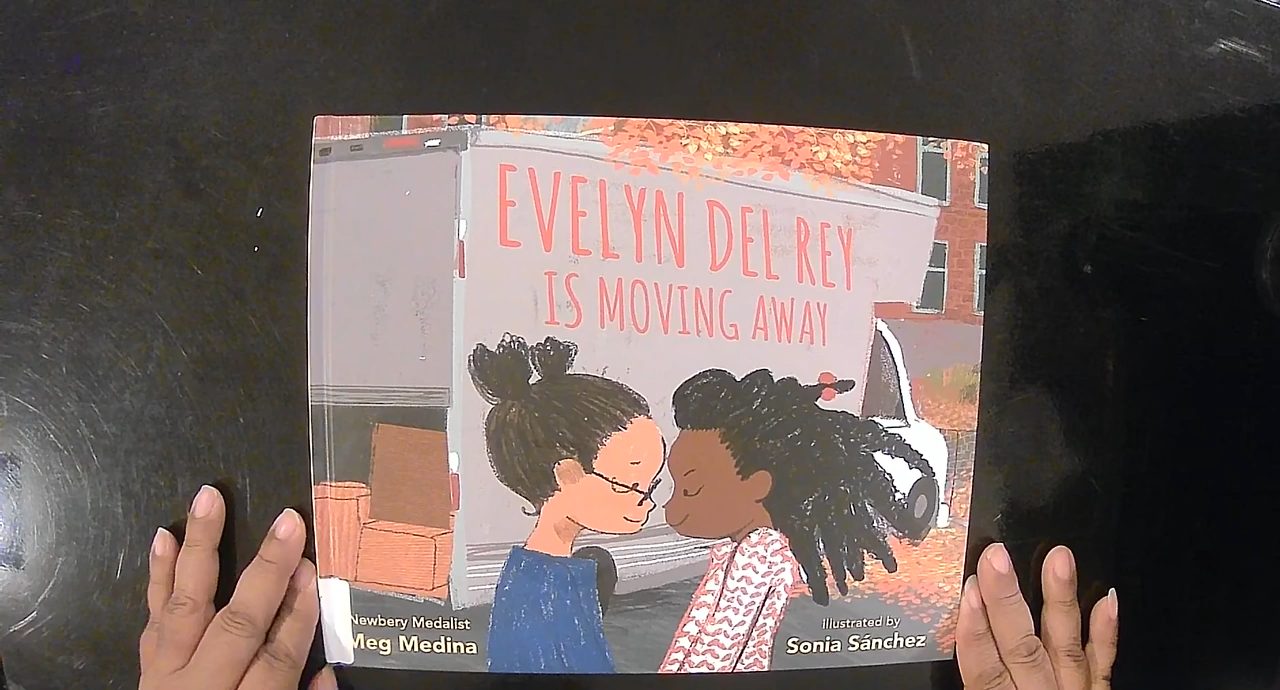 EVELYN DEL REY
IS MOVING AWAY
Newbery Medalist
Meg Medina
illustrated by
Sonia Sánchez